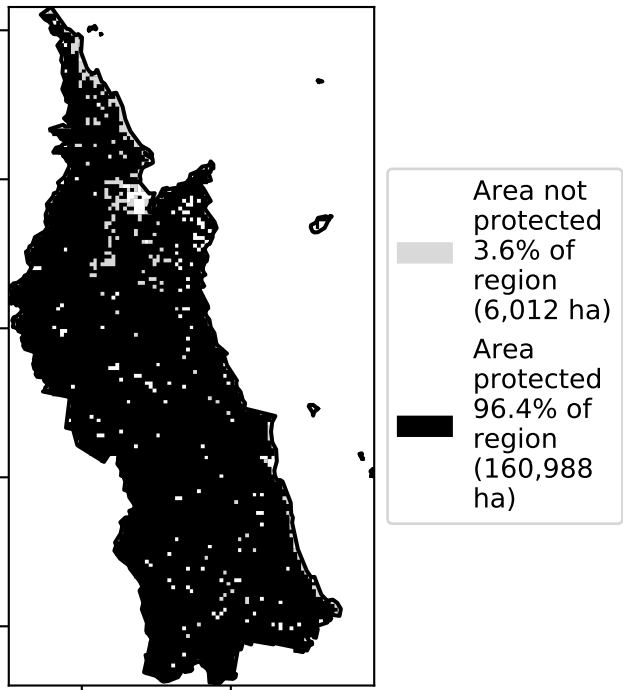 Area not
protected
3.6% of
region
(6,012 ha)
Area
protected
96.4% of
region
(160,988
ha)